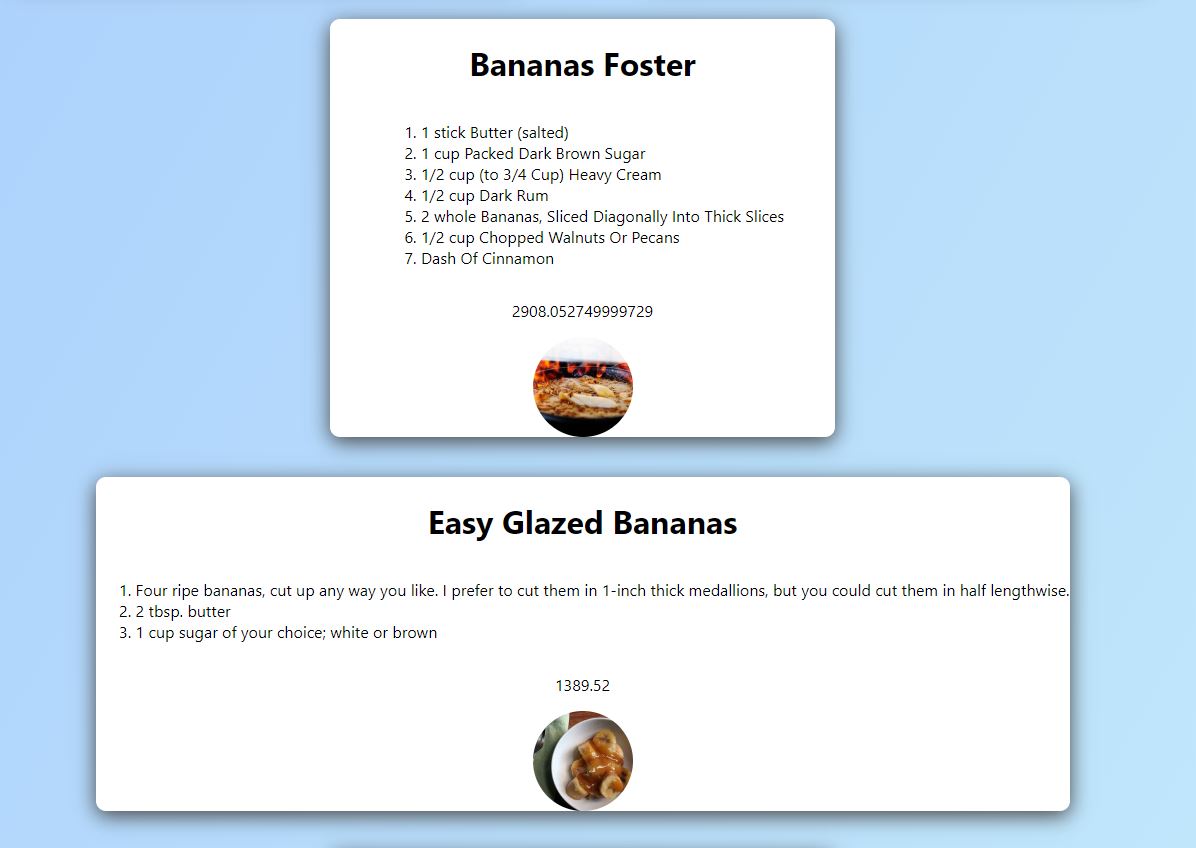 Bananas Foster
1. 1 stick Butter (salted)
2. 1 cup Packed Dark Brown Sugar
3. 1/2 cup (to 3/4 Cup) Heavy Cream
4. 1/2 cup Dark Rum
5. 2 whole Bananas, Sliced Diagonally Into Thick Slices
6. 1/2 cup Chopped Walnuts Or Pecans
7. Dash Of Cinnamon
2908.052749999729
Easy Glazed Bananas
1. Four ripe bananas, cut up any way you like. I prefer to cut them in 1-inch thick medallions, but you could cut them in half lengthwise.
2. 2 tbsp. butter
3. 1 cup sugar of your choice; white or brown
1389.52